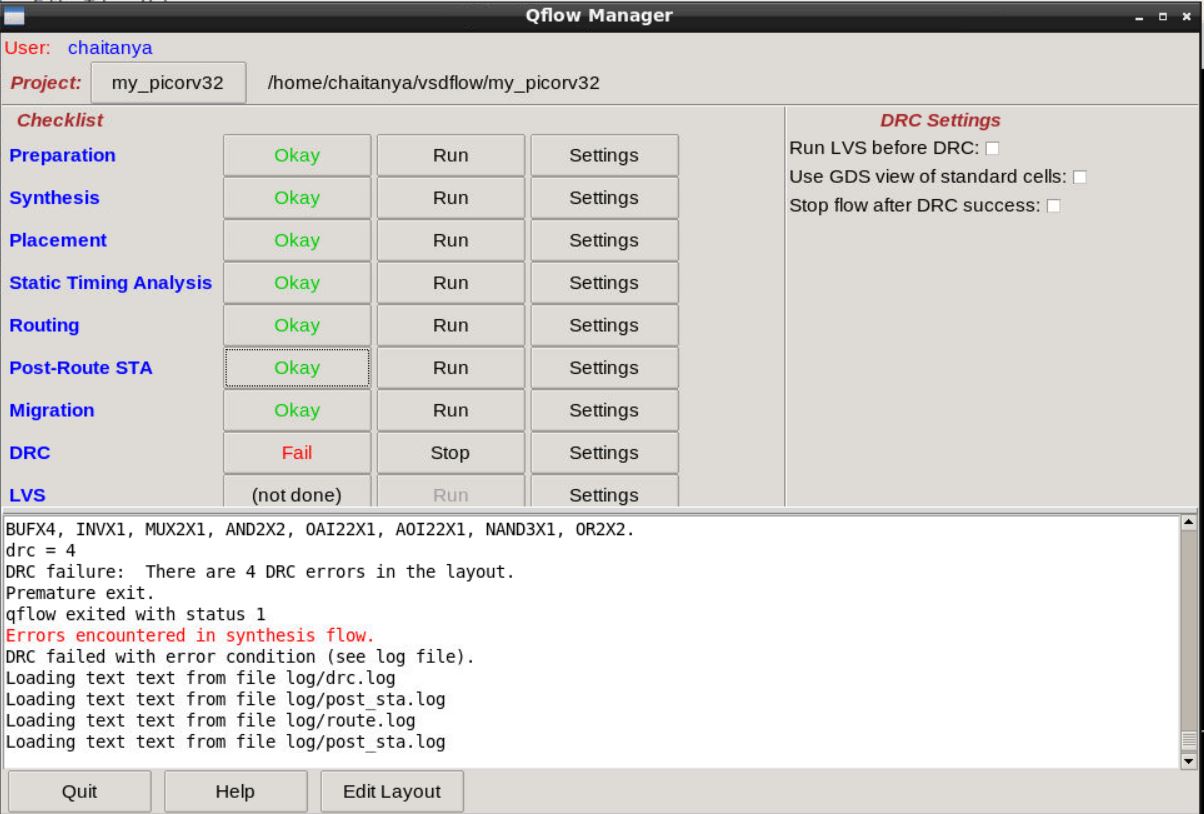 Qflow Manager
User: chaitanya
Project: my_picorv32 /home/chaitanya/vsdflow/my_picorv32
Checklist
Preparation Okay Run Settings
Synthesis Okay Run Settings
Placement Okay Run Settings
Static Timing Analysis Okay Run Settings
Routing Okay Run Settings
Post-Route STA Okay Run Settings
Migration Okay Run Settings
DRC Fail Stop Settings
LVS (not done) Run Settings
DRC Settings
Run LVS before DRC:
Use GDS view of standard cells:
Stop flow after DRC success:
BUFX4, INVX1, MUX2X1, AND2X2, OAI22X1, AOI22X1, NAND3X1, OR2X2.
drc = 4
DRC failure:  There are 4 DRC errors in the layout.
Premature exit.
qflow exited with status 1
Errors encountered in synthesis flow.
DRC failed with error condition (see log file).
Loading text text from file log/drc.log
Loading text text from file log/post_sta.log
Loading text text from file log/route.log
Loading text text from file log/post_sta.log
Quit Help Edit Layout